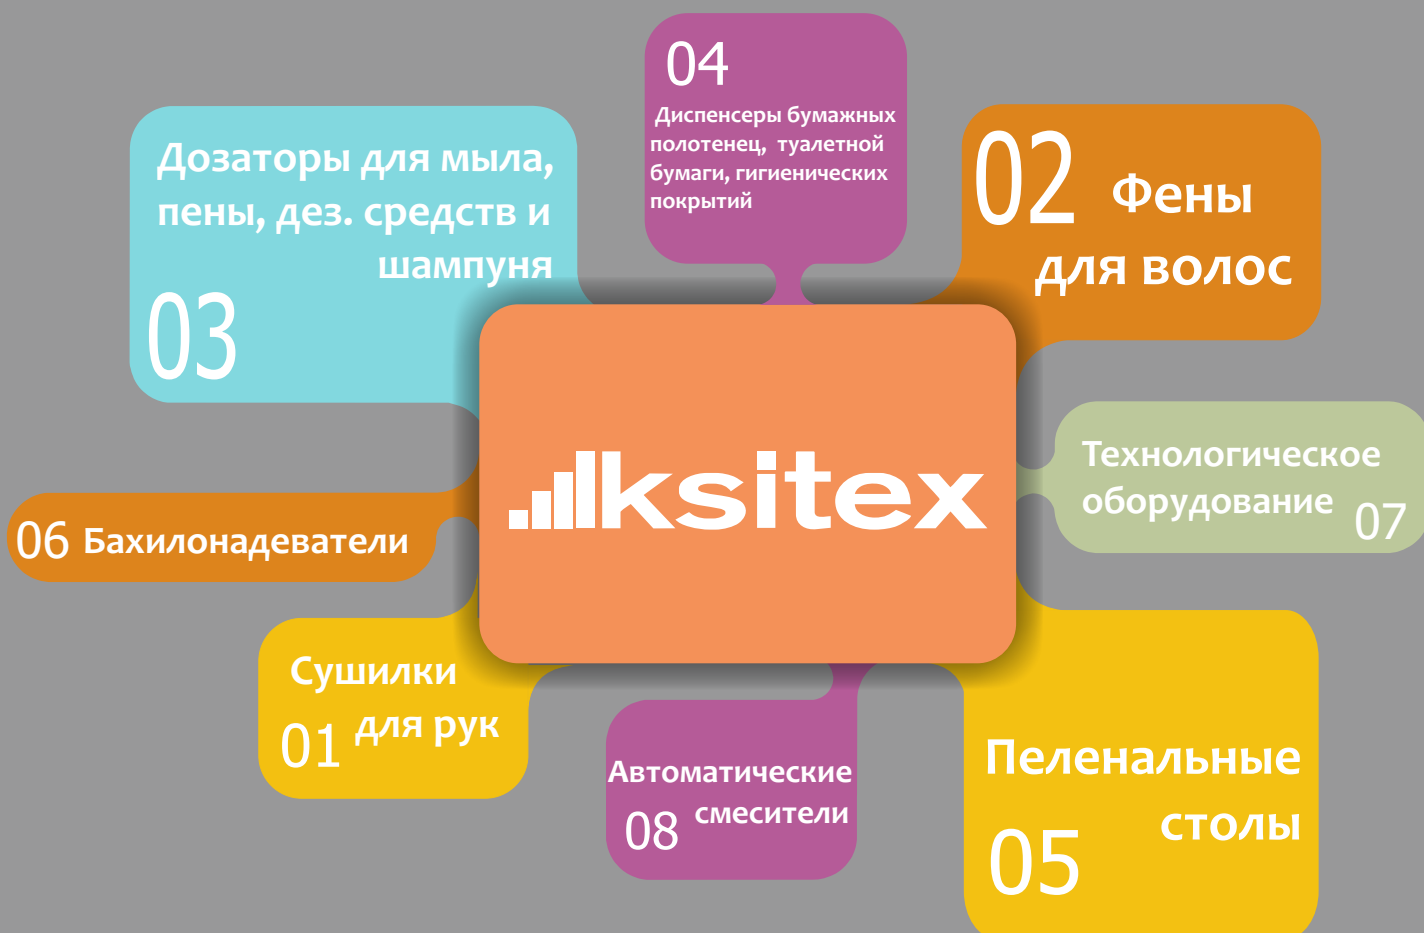 04
Диспенсеры бумажных
полотенец, туалетной
бумаги, гигиенических
покрытий
Дозаторы для мыла,
пены, дез. средств и
шампуня
03
02 Фены
для волос
ksitex
Технологическое
оборудование 07
06 Бахилонадеватели
Сушилки
01 для рук
Автоматические
08 смесители
Пеленальные
столы
05